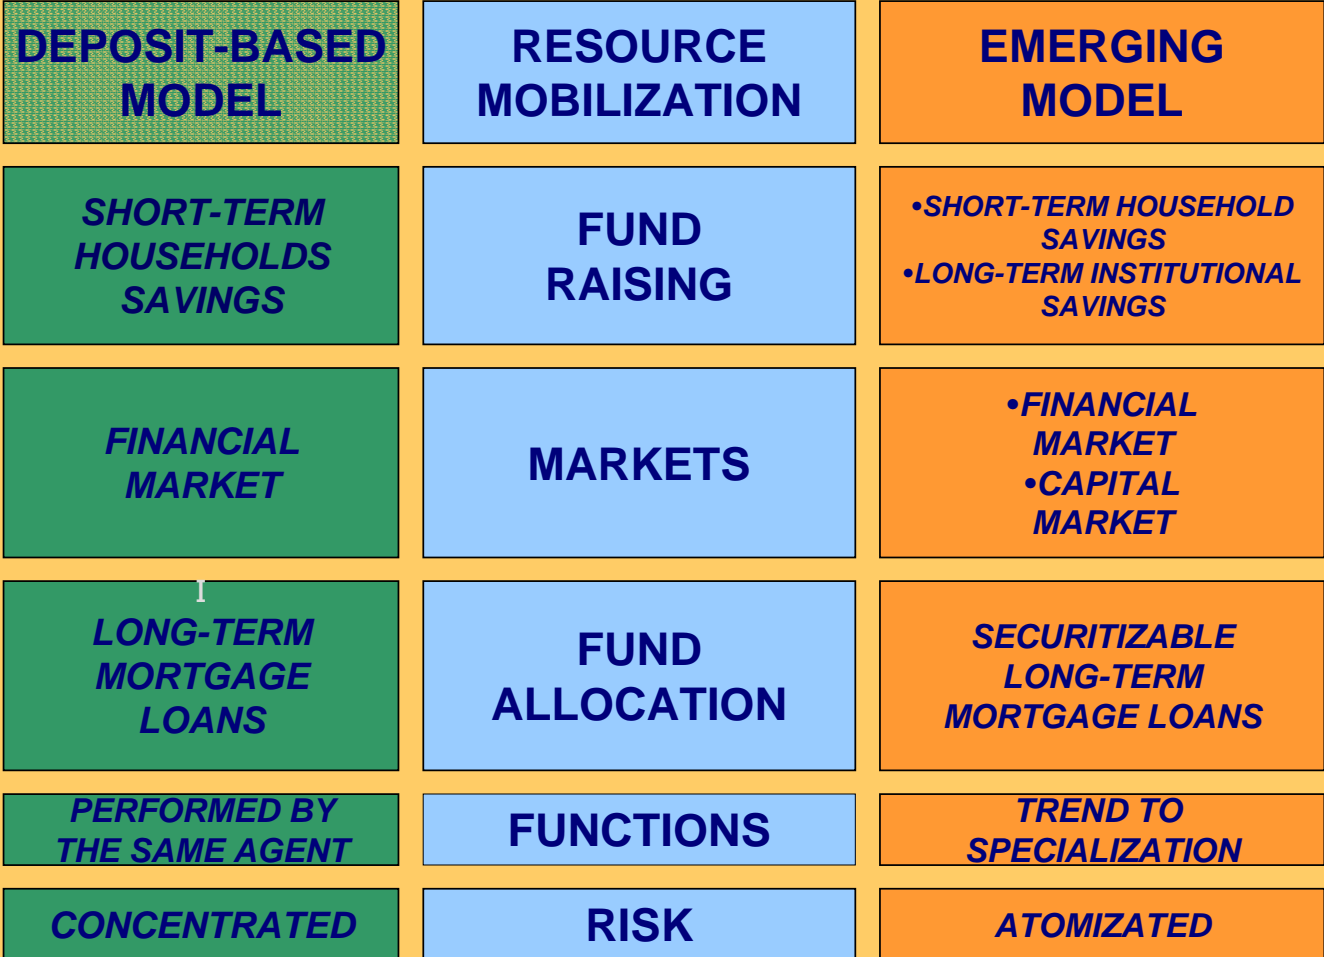 DEPOSIT-BASED
MODEL
RESOURCE
MOBILIZATION
EMERGING
MODEL
SHORT-TERM
HOUSEHOLDS
SAVINGS
FUND
RAISING
•SHORT-TERM HOUSEHOLD
SAVINGS
•LONG-TERM INSTITUTIONAL
SAVINGS
FINANCIAL
MARKET
MARKETS
•FINANCIAL
MARKET
•CAPITAL
MARKET
LONG-TERM
MORTGAGE
LOANS
FUND
ALLOCATION
SECURITIZABLE
LONG-TERM
MORTGAGE LOANS
PERFORMED BY
THE SAME AGENT
FUNCTIONS
TREND TO
SPECIALIZATION
CONCENTRATED
RISK
ATOMIZATED